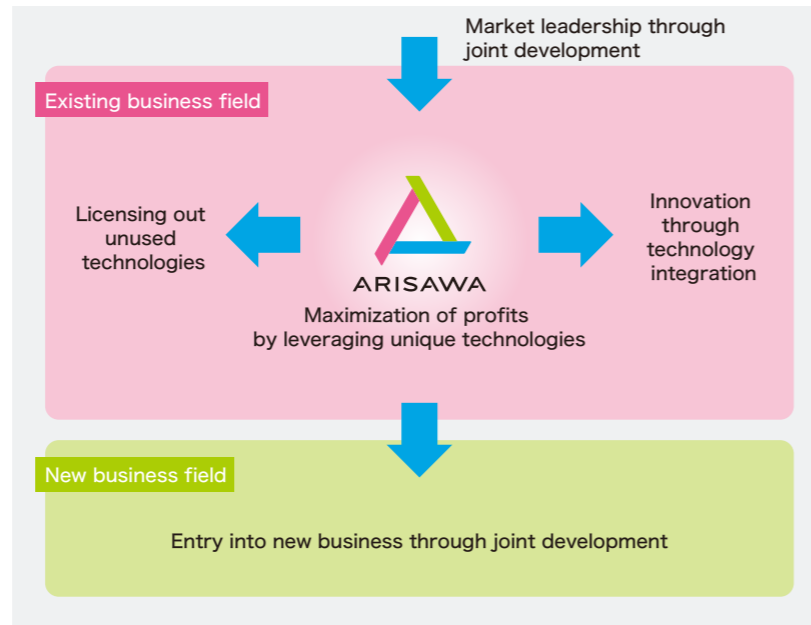 Market leadership through
joint development
Existing business field
Licensing out
unused
technologies
Innovation
through
technology
integration
ARISAWA
Maximization of profits
by leveraging unique technologies
New business field
Entry into new business through joint development